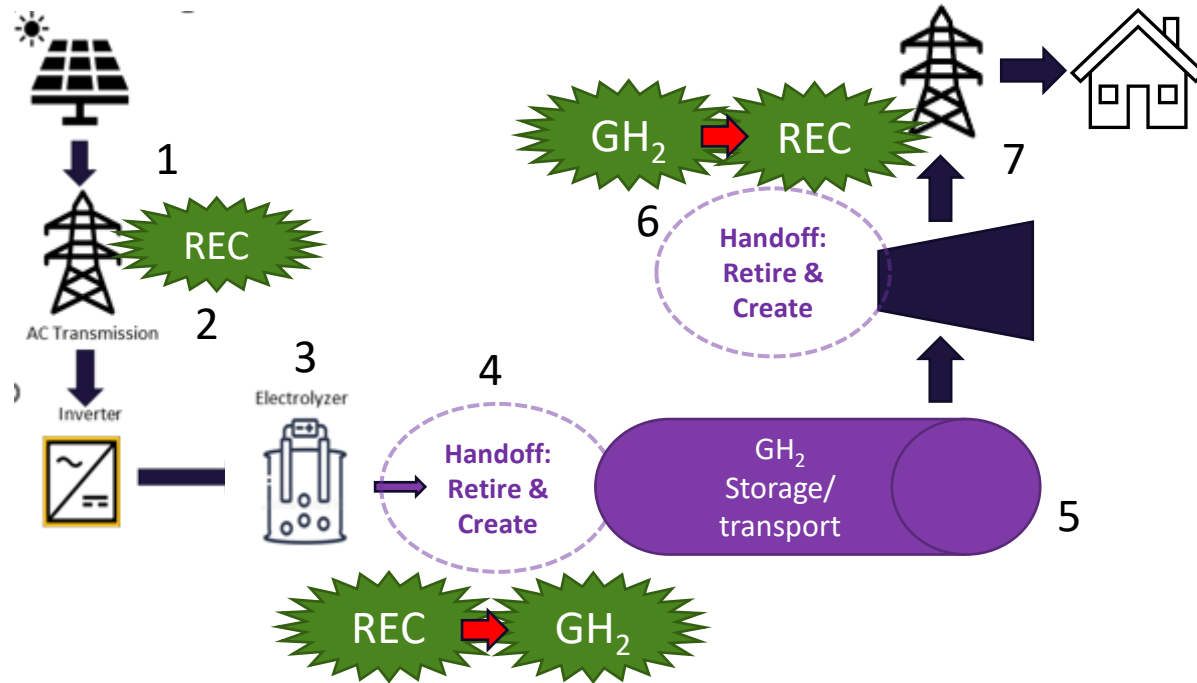 1
REC
2
AC Transmission
Inverter
3
Electrolyzer
4
Handoff:
Retire &
Create
REC
GH₂
GH₂
Storage/
transport
5
GH₂
REC
6
Handoff:
Retire &
Create
7